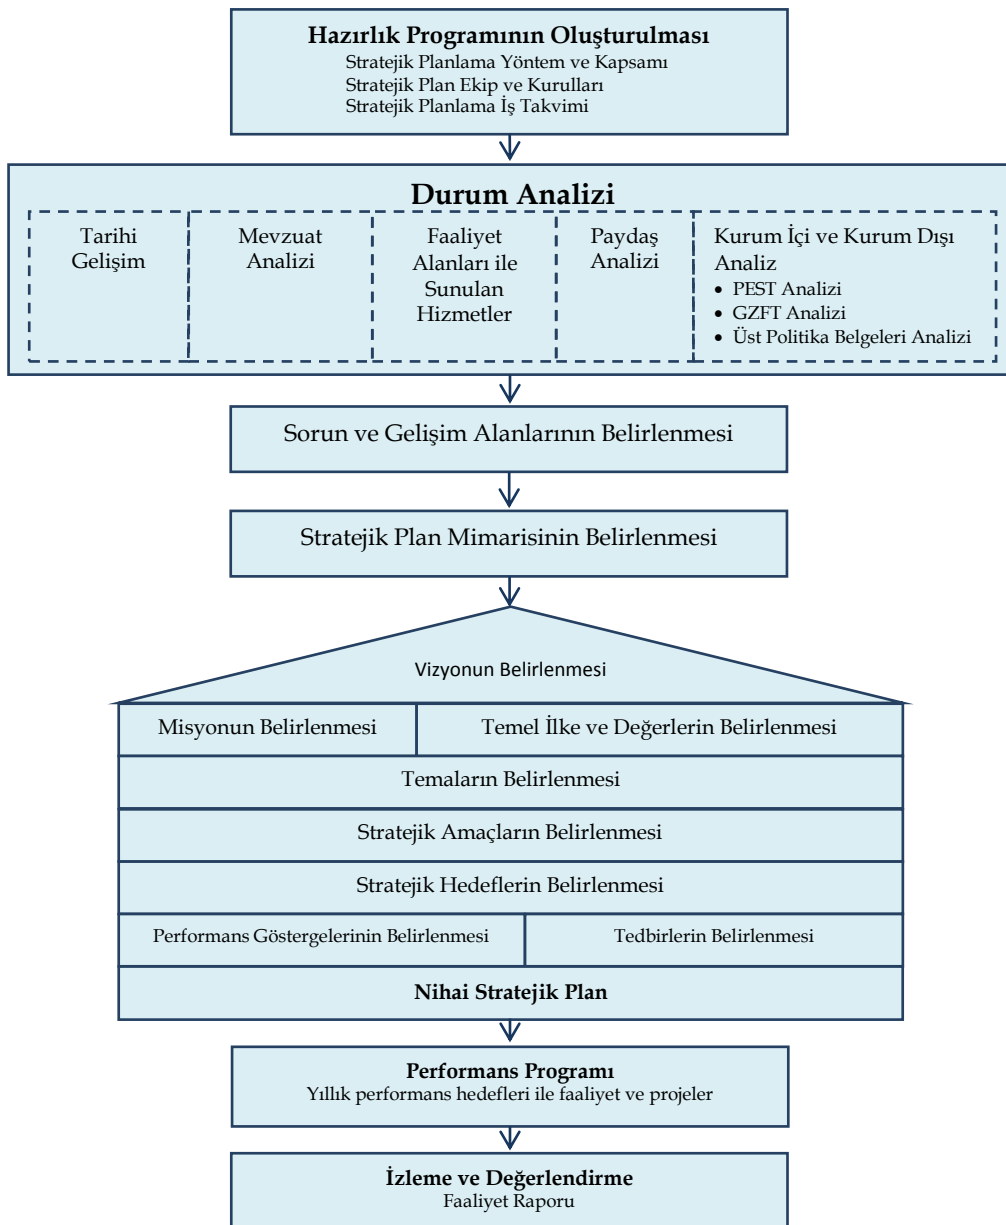 Hazırlık Programının Oluşturulması
Stratejik Planlama Yöntem ve Kapsamı
Stratejik Plan Ekip ve Kurulları
Stratejik Planlama İş Takvimi
Durum Analizi
Tarihi
Gelişim
Mevzuat
Analizi
Faaliyet
Alanları ile
Sunulan
Hizmetler
Paydaş
Analizi
Kurum İçi ve Kurum Dışı
Analiz
• PEST Analizi
• GZFT Analizi
• Üst Politika Belgeleri Analizi
Sorun ve Gelişim Alanlarının Belirlenmesi
Stratejik Plan Mimarisinin Belirlenmesi
Vizyonun Belirlenmesi
Misyonun Belirlenmesi
Temel İlke ve Değerlerin Belirlenmesi
Temaların Belirlenmesi
Stratejik Amaçların Belirlenmesi
Stratejik Hedeflerin Belirlenmesi
Performans Göstergelerinin Belirlenmesi
Tedbirlerin Belirlenmesi
Nihai Stratejik Plan
Performans Programı
Yıllık performans hedefleri ile faaliyet ve projeler
İzleme ve Değerlendirme
Faaliyet Raporu